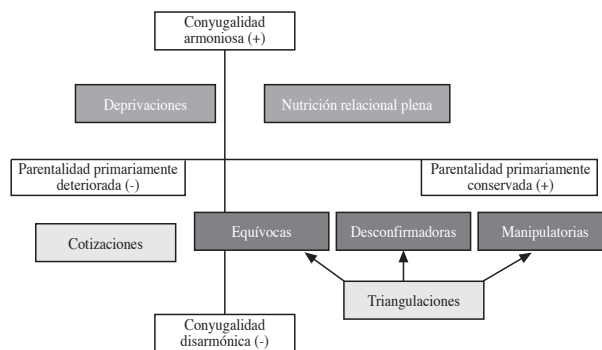 Conyugalidad
armoniosa (+)
Deprivaciones
Nutrición relacional plena
Parentalidad primariamente
deteriorada (-)
Parentalidad primariamente
conservada (+)
Cotizaciones
Equívocas
Desconfirmadoras
Manipulatorias
Triangulaciones
Conyugalidad
disarmónica (-)